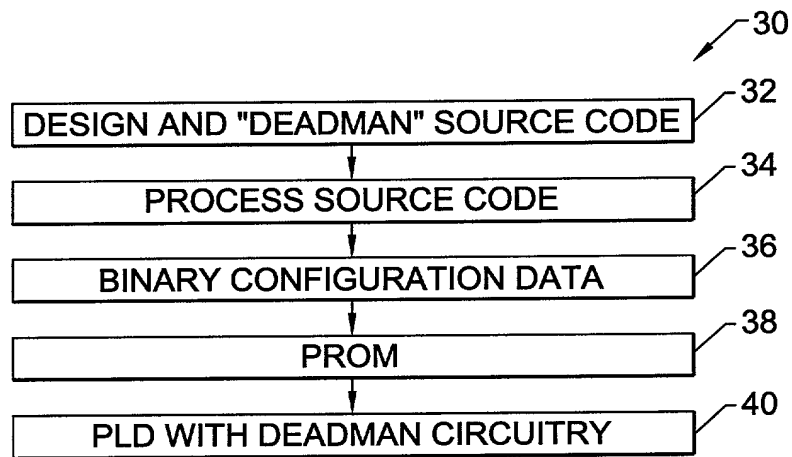 30
DESIGN AND "DEADMAN" SOURCE CODE 32
PROCESS SOURCE CODE 34
BINARY CONFIGURATION DATA 36
PROM 38
PLD WITH DEADMAN CIRCUITRY 40